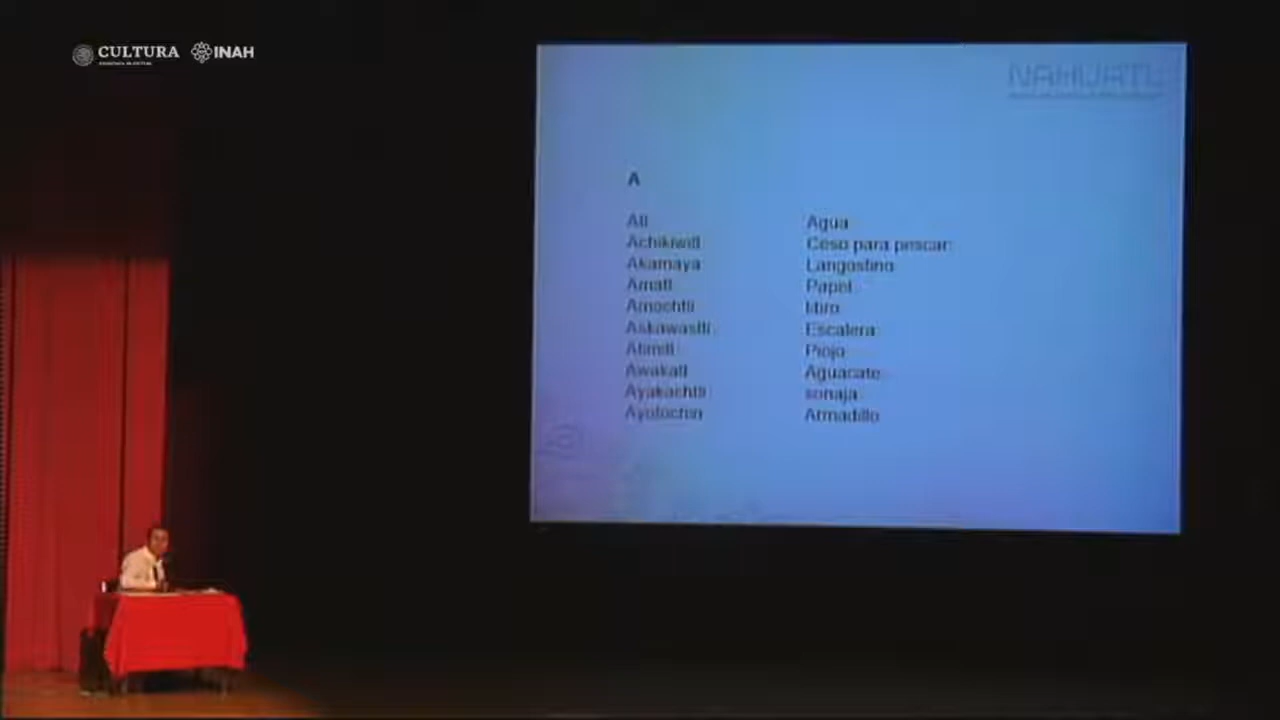 CULTURA
INAH
NAHUATL
A
Atl Agua
Achikiwitl Ceso para pescar
Akamaya Langostino
Amatl Papel
Amochtli libro
Askawastli Escalera
Atimitl Piojo
Awakatl Aguacate
Ayakachtli sonaja
Ayotochin Armadillo